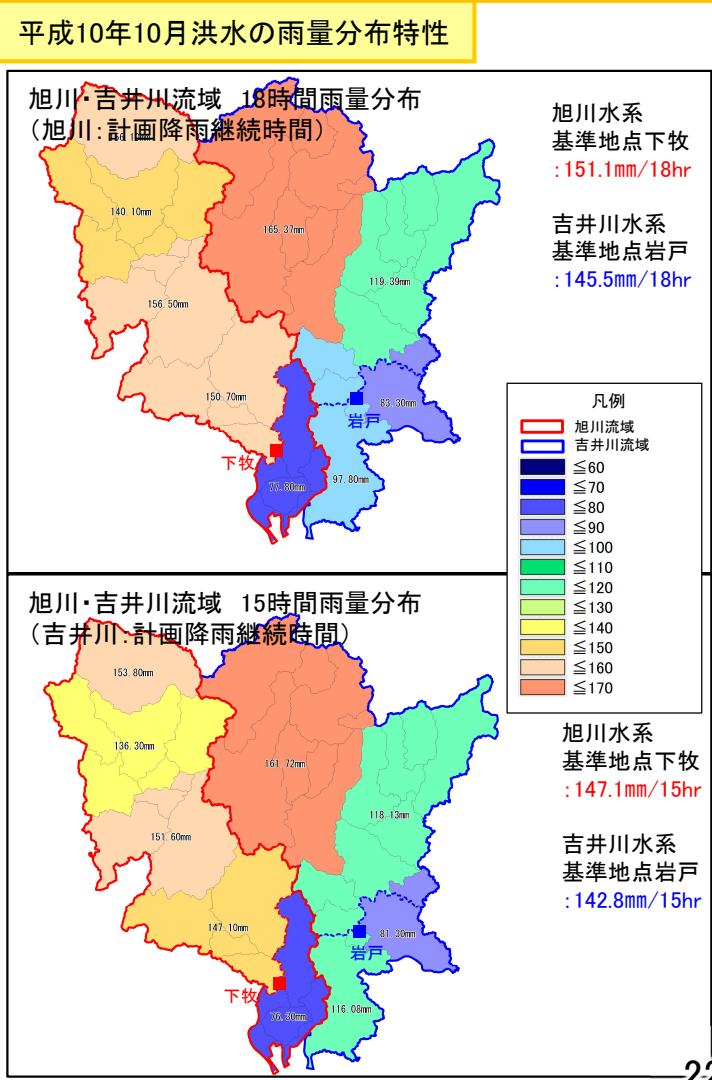 平成10年10月洪水の雨量分布特性
旭川・吉井川流域 18時間雨量分布
(旭川:計画降雨継続時間)
140.10mm
165.37mm
119.39mm
156.50mm
150.70mm
83.30mm
岩戸
下牧
77.80mm
97.80mm
旭川水系
基準地点下牧
:151.1mm/18hr
吉井川水系
基準地点岩戸
:145.5mm/18hr
凡例
旭川流域
吉井川流域
≦60
≦70
≦80
≦90
≦100
≦110
≦120
≦130
≦140
≦150
≦160
≦170
旭川・吉井川流域 15時間雨量分布
(吉井川:計画降雨継続時間)
153.80mm
136.30mm
161.72mm
118.13mm
151.60mm
147.10mm
81.30mm
岩戸
下牧
76.30mm
116.08mm
旭川水系
基準地点下牧
:147.1mm/15hr
吉井川水系
基準地点岩戸
:142.8mm/15hr